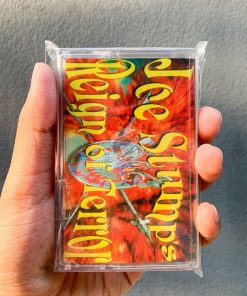 Joe Stump's
Reign of Terror